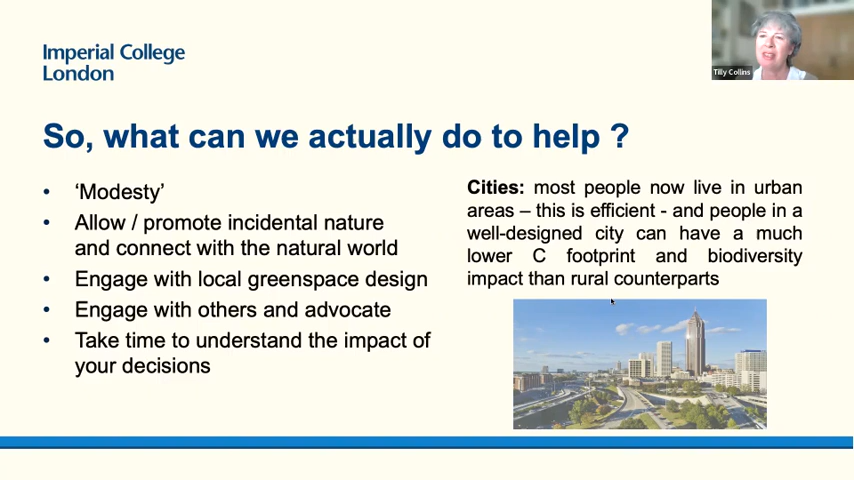 Imperial College
London
Tilly Collins
So, what can we actually do to help ?
• ‘Modesty’
• Allow / promote incidental nature
and connect with the natural world
• Engage with local greenspace design
• Engage with others and advocate
• Take time to understand the impact of
your decisions
Cities: most people now live in urban
areas – this is efficient - and people in a
well-designed city can have a much
lower C footprint and biodiversity
impact than rural counterparts